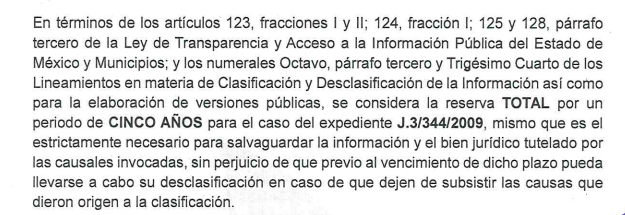 En términos de los artículos 123, fracciones I y II; 124, fracción I; 125 y 128, párrafo
tercero de la Ley de Transparencia y Acceso a la Información Pública del Estado de
México y Municipios; y los numerales Octavo, párrafo tercero y Trigésimo Cuarto de los
Lineamientos en materia de Clasificación y Desclasificación de la Información así como
para la elaboración de versiones públicas, se considera la reserva TOTAL por un
periodo de CINCO AÑOS para el caso del expediente J.3/344/2009, mismo que es el
estrictamente necesario para salvaguardar la información y el bien jurídico tutelado por
las causales invocadas, sin perjuicio de que previo al vencimiento de dicho plazo pueda
llevarse a cabo su desclasificación en caso de que dejen de subsistir las causas que
dieron origen a la clasificación.